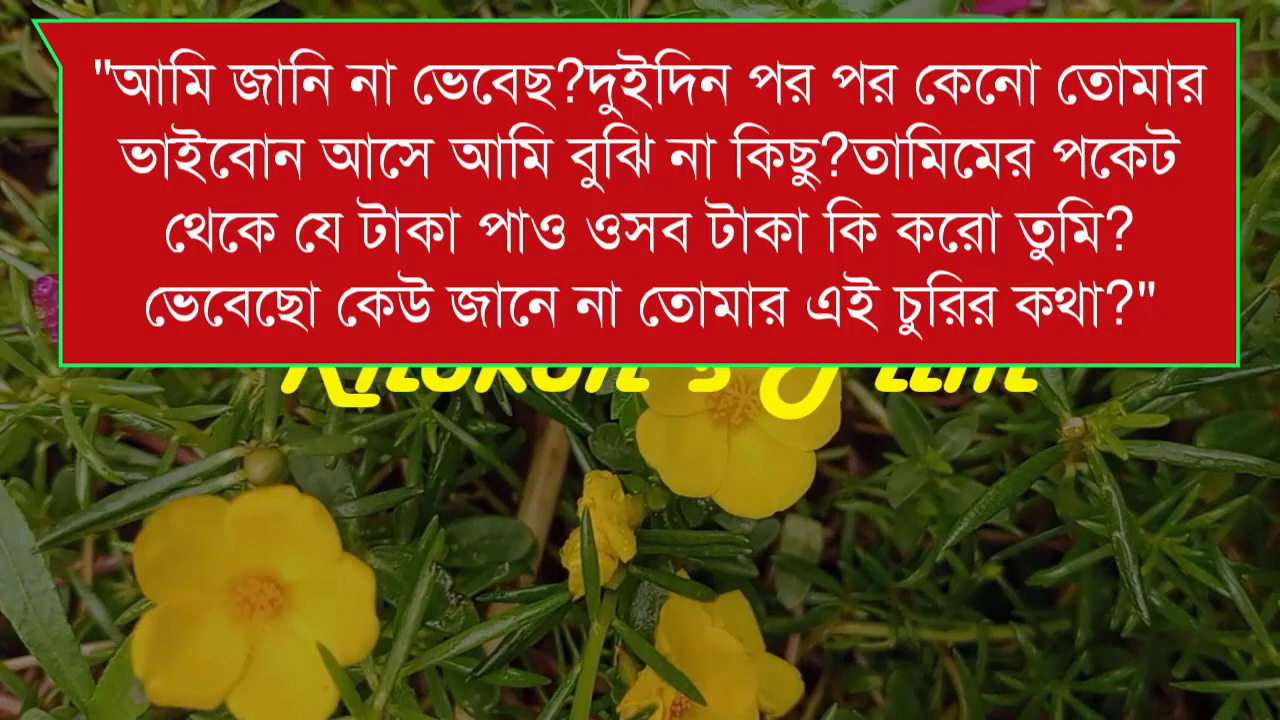 "আমি জানি না ভেবেছ?দুইদিন পর পর কেনো তোমার
ভাইবোন আসে আমি বুঝি না কিছু?তামিমের পকেট
থেকে যে টাকা পাও ওসব টাকা কি করো তুমি?
ভেবেছো কেউ জানে না তোমার এই চুরির কথা?"